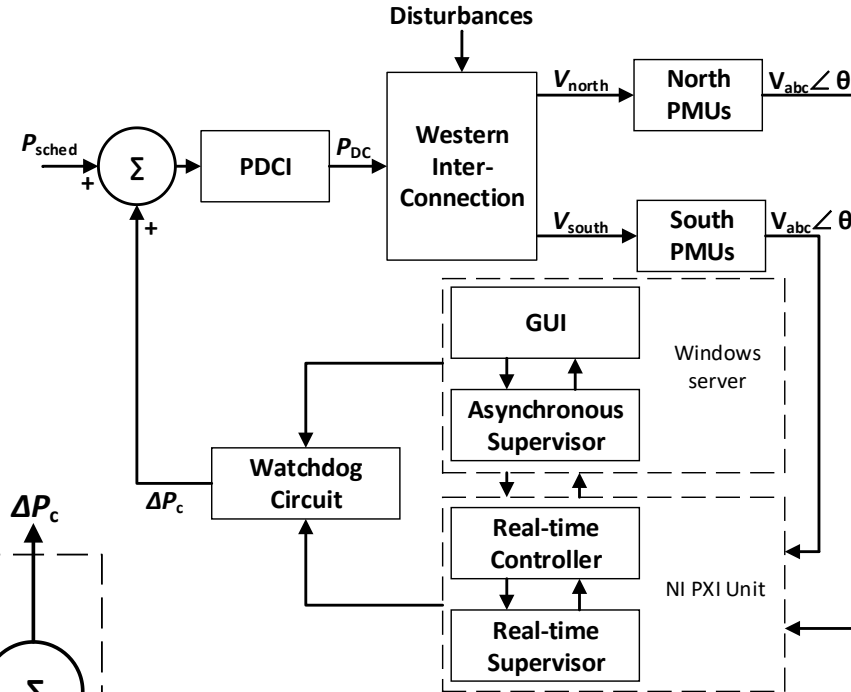 Disturbances
V_north
North
PMUs
V_abc∠ θ
P_sched
+
Σ
PDCI
P_DC
Western
Inter-
Connection
+
V_south
South
PMUs
V_abc∠ θ
GUI
Windows
server
Asynchronous
Supervisor
Watchdog
Circuit
ΔP_c
ΔP_c
Real-time
Controller
NI PXI Unit
Real-time
Supervisor
Σ